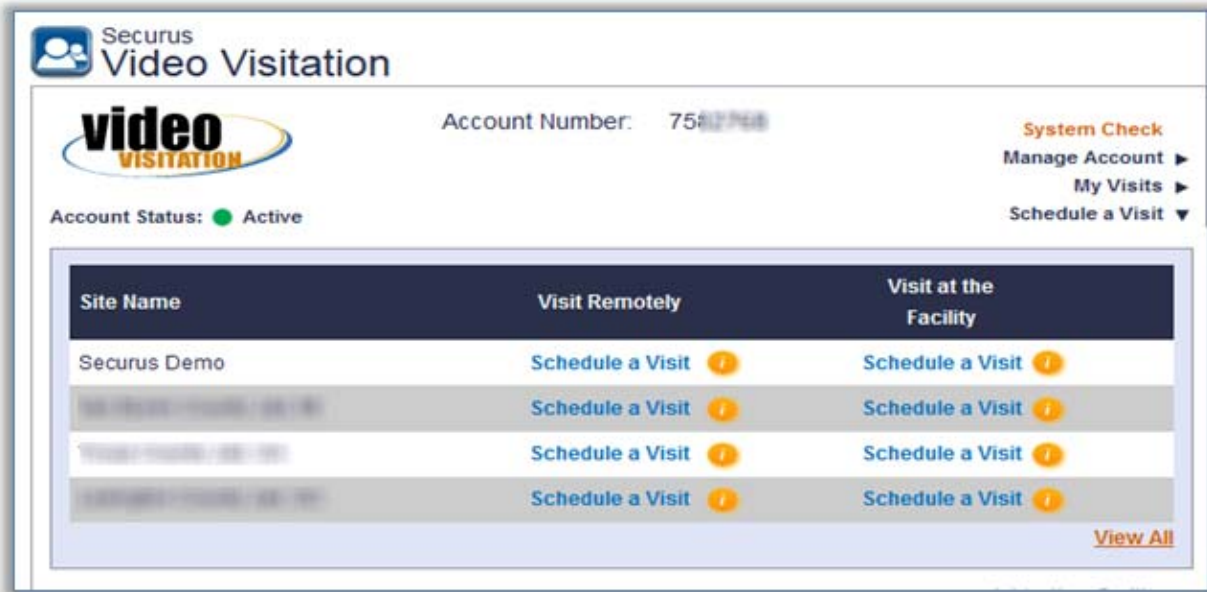 Securus
Video Visitation
video
VISITATION
Account Number: 75
System Check
Manage Account ▶
My Visits ▶
Account Status: Active
Schedule a Visit ▼
Site Name Visit Remotely Visit at the
Facility
Securus Demo Schedule a Visit i Schedule a Visit i
Schedule a Visit i Schedule a Visit i
Schedule a Visit i Schedule a Visit i
Schedule a Visit i Schedule a Visit i
View All